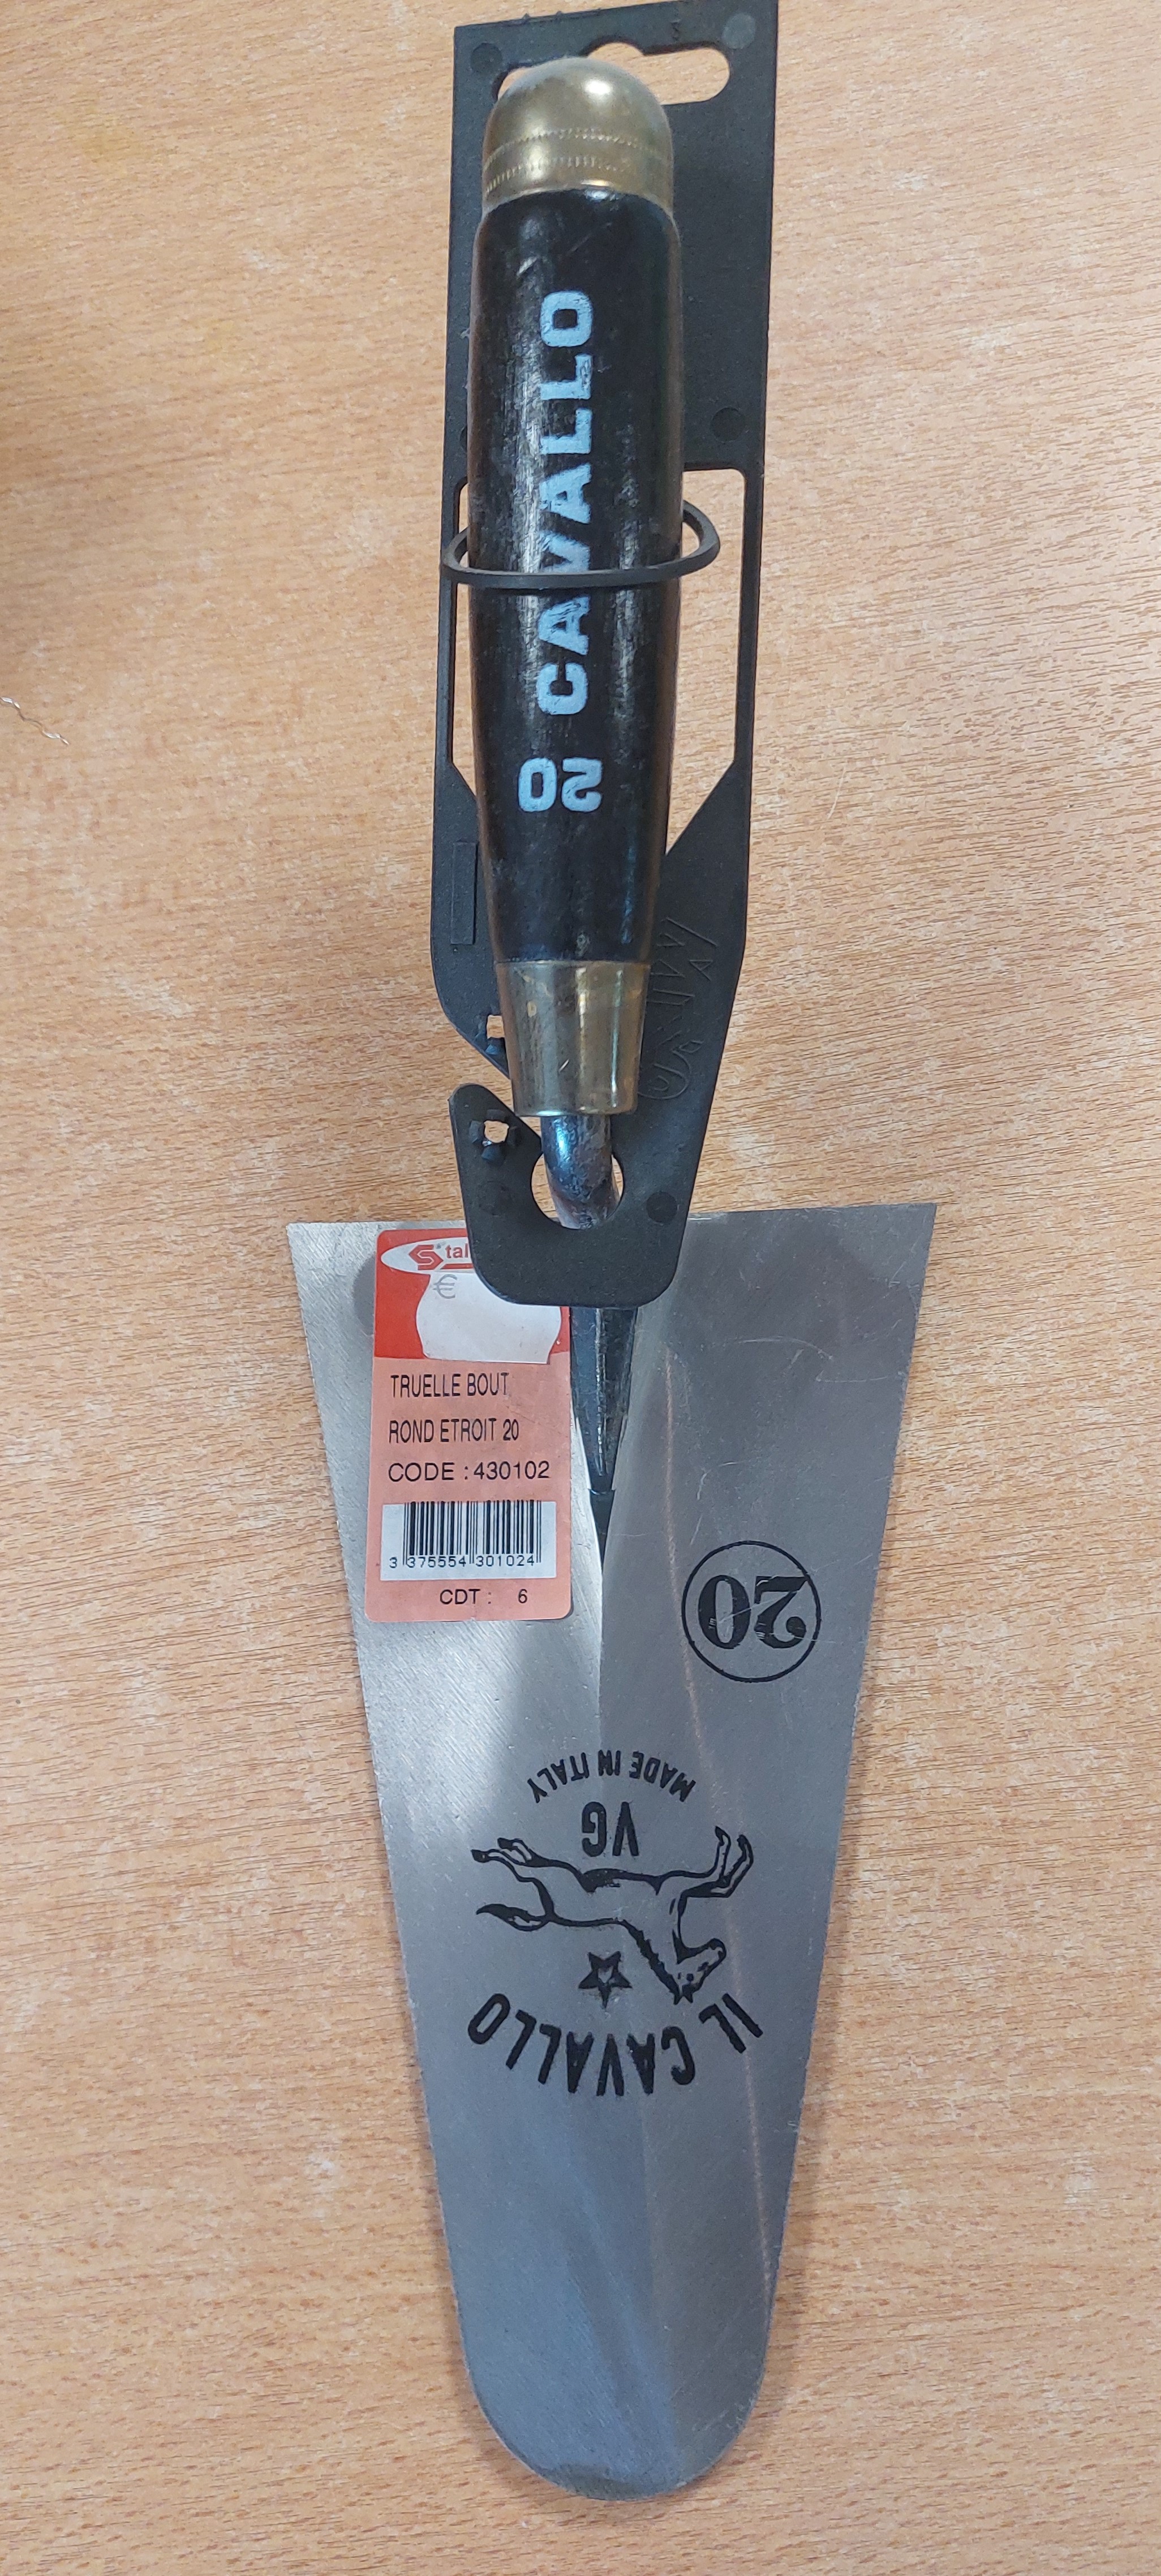 20 CAVALLO
tal
€
TRUELLE BOUT
ROND ETROIT 20
CODE : 430102
3 375554 301024
CDT : 6
20
MADE IN ITALY
VG
IL CAVALLO